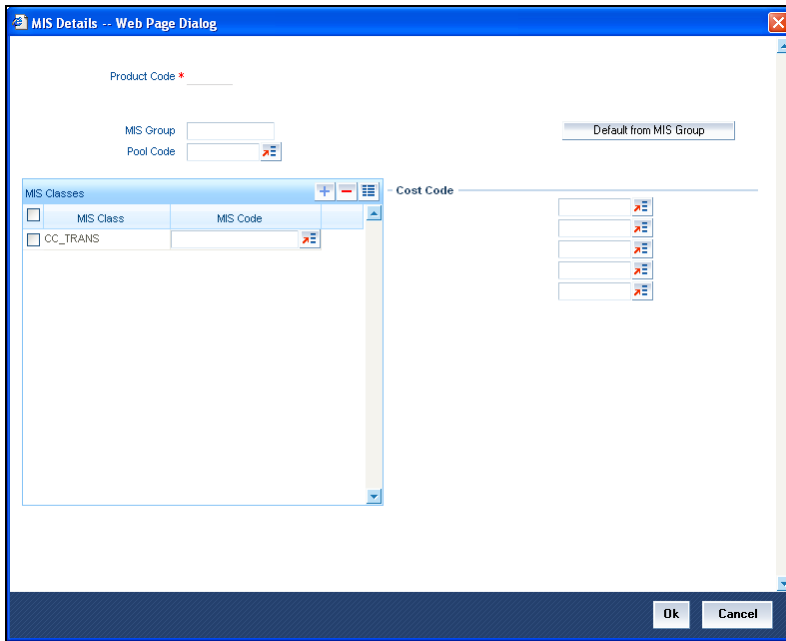 MIS Details -- Web Page Dialog
Product Code *
MIS Group
Default from MIS Group
Pool Code
MIS Classes
Cost Code
MIS Class MIS Code
CC_TRANS
Ok Cancel